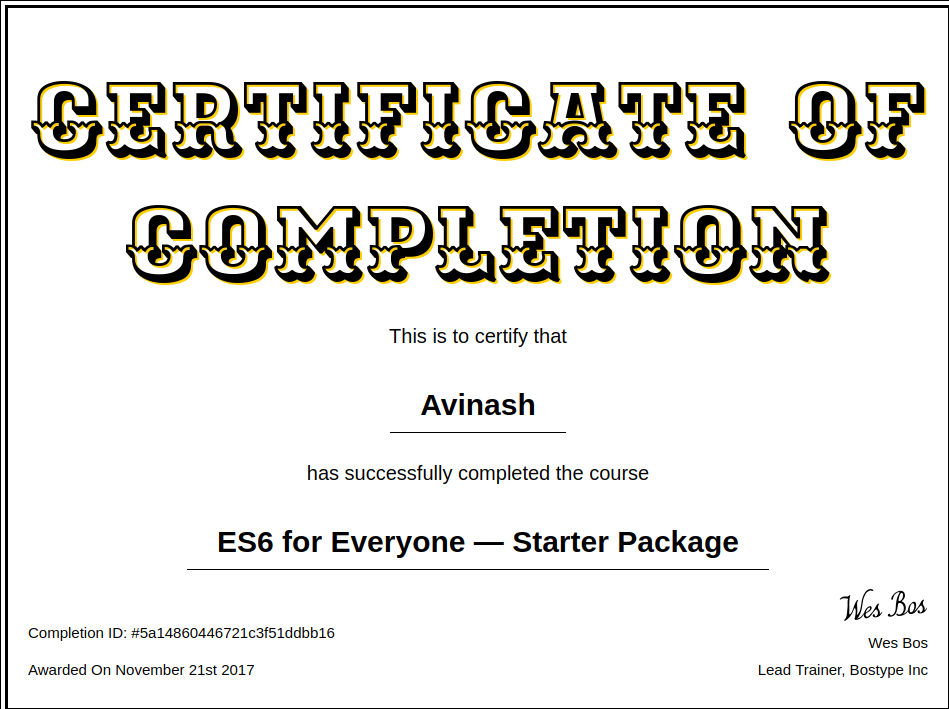 CERTIFICATE OF
COMPLETION
This is to certify that
Avinash
has successfully completed the course
ES6 for Everyone — Starter Package
Wes Bos
Completion ID: #5a14860446721c3f51ddbb16
Wes Bos
Awarded On November 21st 2017
Lead Trainer, Bostype Inc